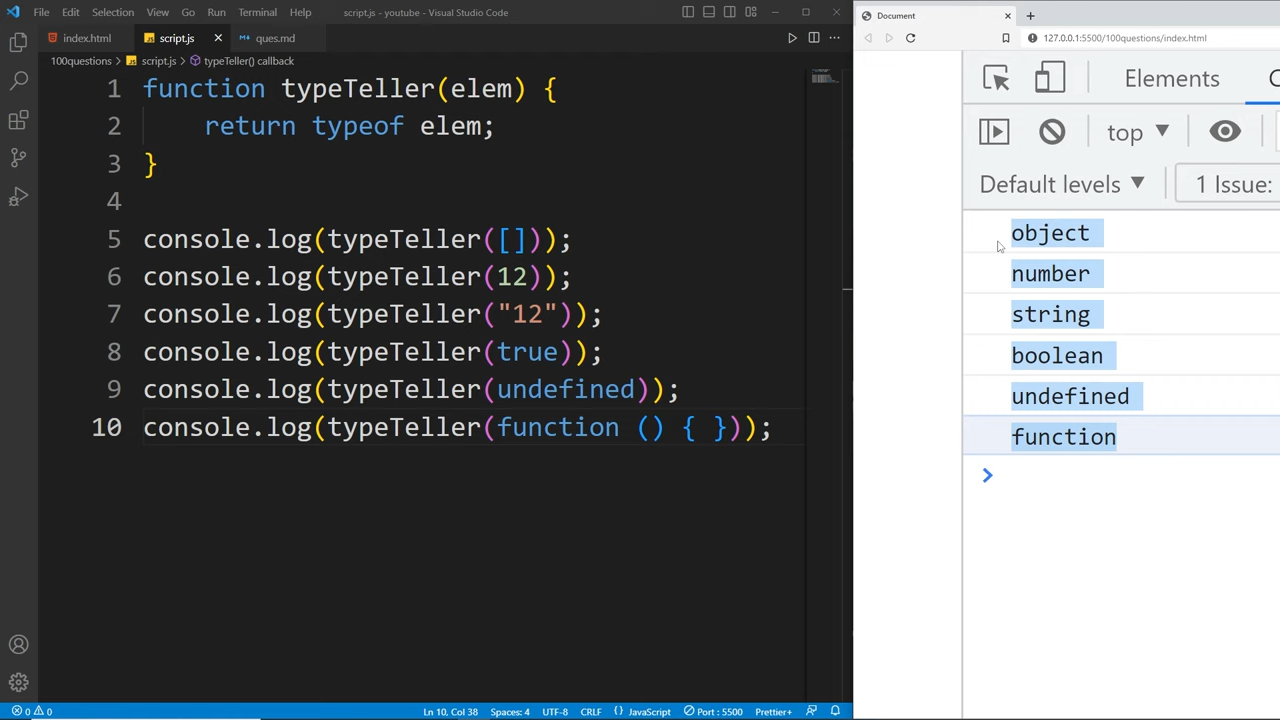 File Edit Selection View Go Run Terminal Help script.js - youtube - Visual Studio Code
index.html script.js ques.md
100questions > script.js > typeTeller() callback
1 function typeTeller(elem) {
2 return typeof elem;
3 }
4
5 console.log(typeTeller([]));
6 console.log(typeTeller(12));
7 console.log(typeTeller("12"));
8 console.log(typeTeller(true));
9 console.log(typeTeller(undefined));
10 console.log(typeTeller(function () { }));
0 0 Ln 10, Col 38 Spaces: 4 UTF-8 CRLF {} JavaScript Port : 5500 Prettier+
Document
127.0.0.1:5500/100questions/index.html
Elements
top
Default levels 1 Issue:
object
number
string
boolean
undefined
function